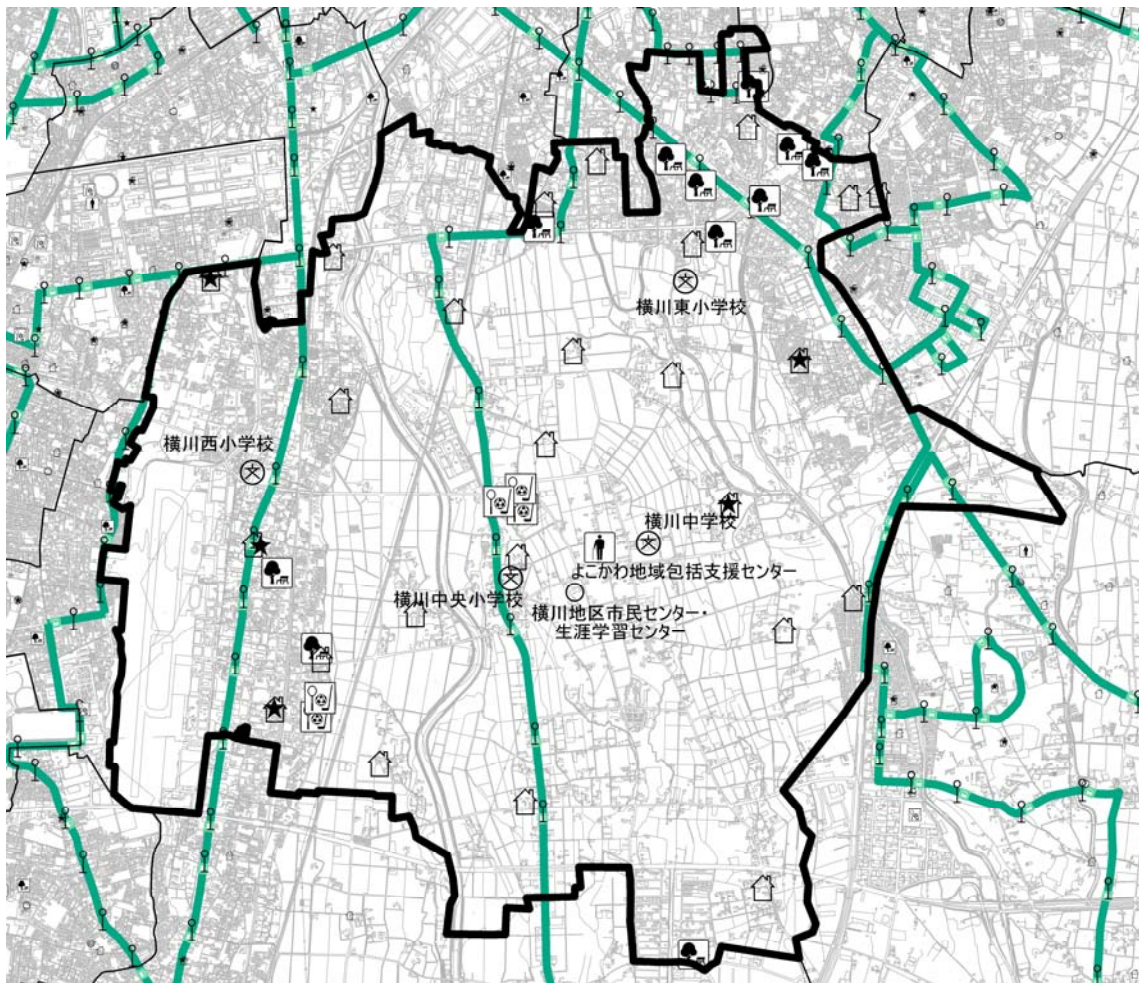 横川東小学校
横川西小学校
横川中学校
よこかわ地域包括支援センター
横川中央小学校
横川地区市民センター・
生涯学習センター